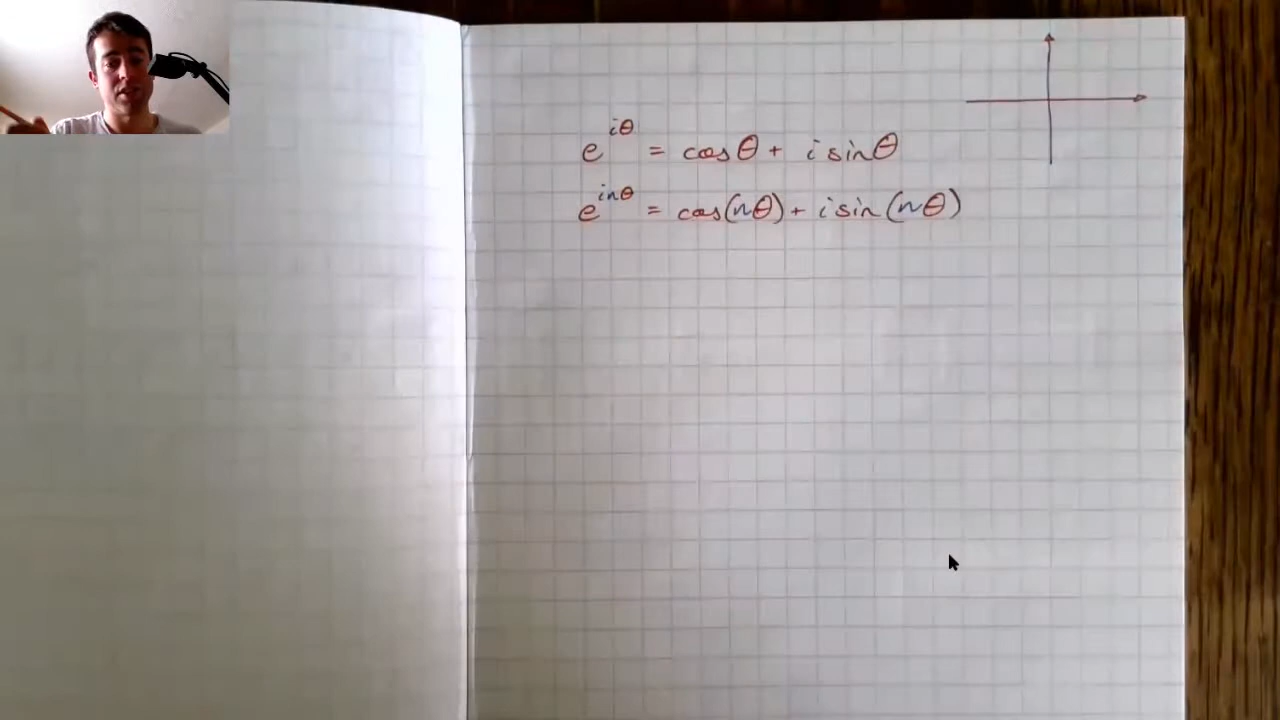 e^{iθ} = cos θ + i sin θ
e^{inθ} = cos(nθ) + i sin(nθ)